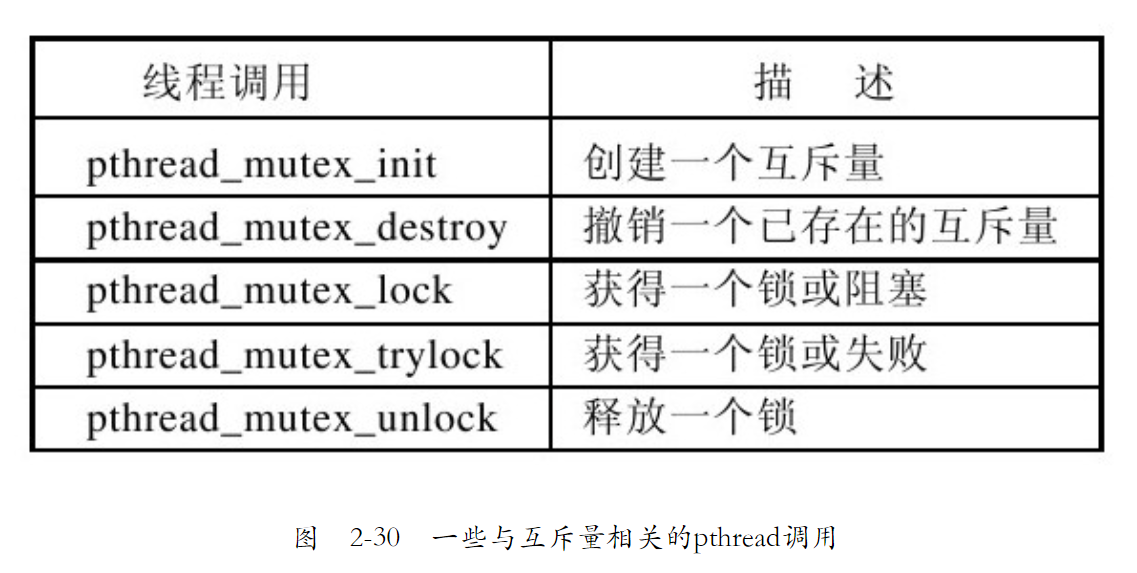 线程调用 描 述
pthread_mutex_init 创建一个互斥量
pthread_mutex_destroy 撤销一个已存在的互斥量
pthread_mutex_lock 获得一个锁或阻塞
pthread_mutex_trylock 获得一个锁或失败
pthread_mutex_unlock 释放一个锁
图 2-30 一些与互斥量相关的pthread调用